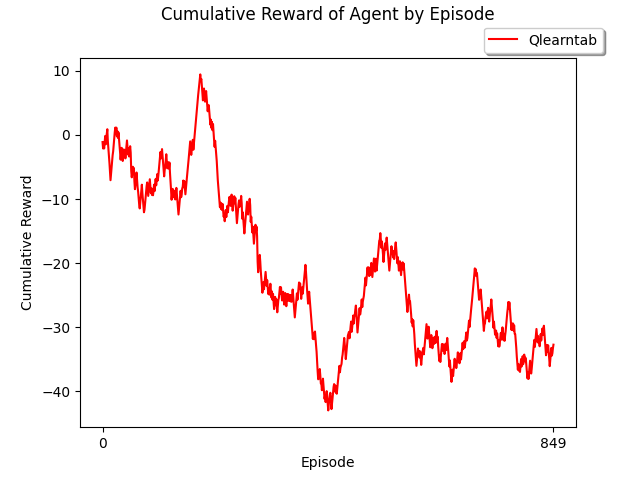 Cumulative Reward of Agent by Episode
Qlearntab
10
0
−10
−20
−30
−40
Cumulative Reward
0
849
Episode